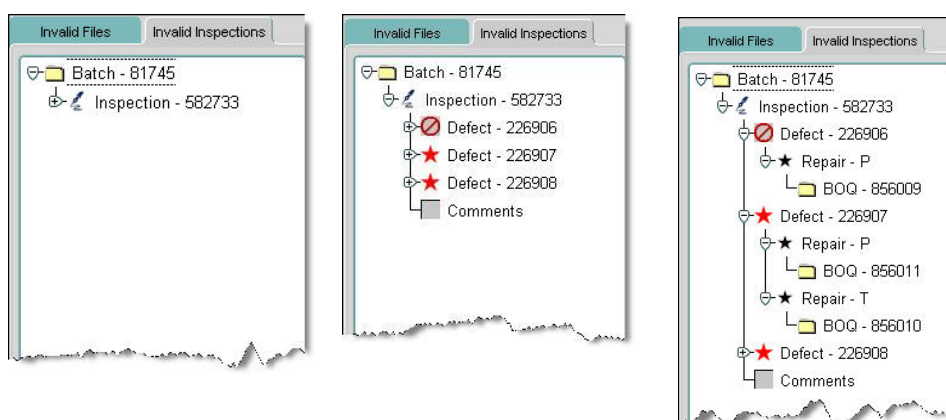 Invalid Files Invalid Inspections
Batch - 81745
Inspection - 582733
Invalid Files Invalid Inspections
Batch - 81745
Inspection - 582733
Defect - 226906
Defect - 226907
Defect - 226908
Comments
Invalid Files Invalid Inspections
Batch - 81745
Inspection - 582733
Defect - 226906
Repair - P
BOQ - 856009
Defect - 226907
Repair - P
BOQ - 856011
Repair - T
BOQ - 856010
Defect - 226908
Comments